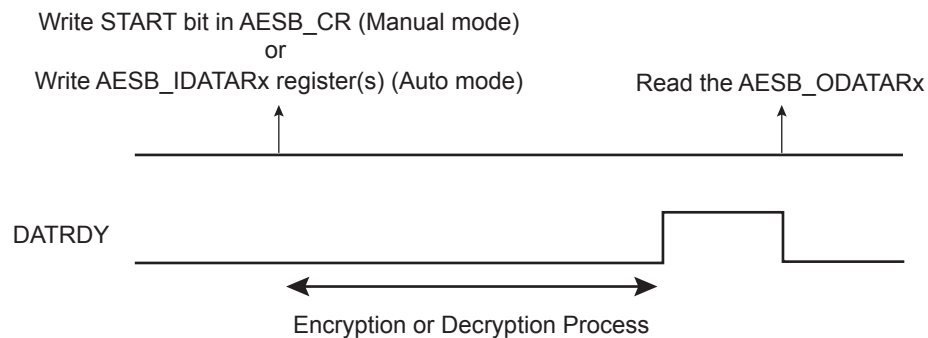 Write START bit in AESB_CR (Manual mode)
or
Write AESB_IDATARx register(s) (Auto mode)
Read the AESB_ODATARx
DATRDY
Encryption or Decryption Process